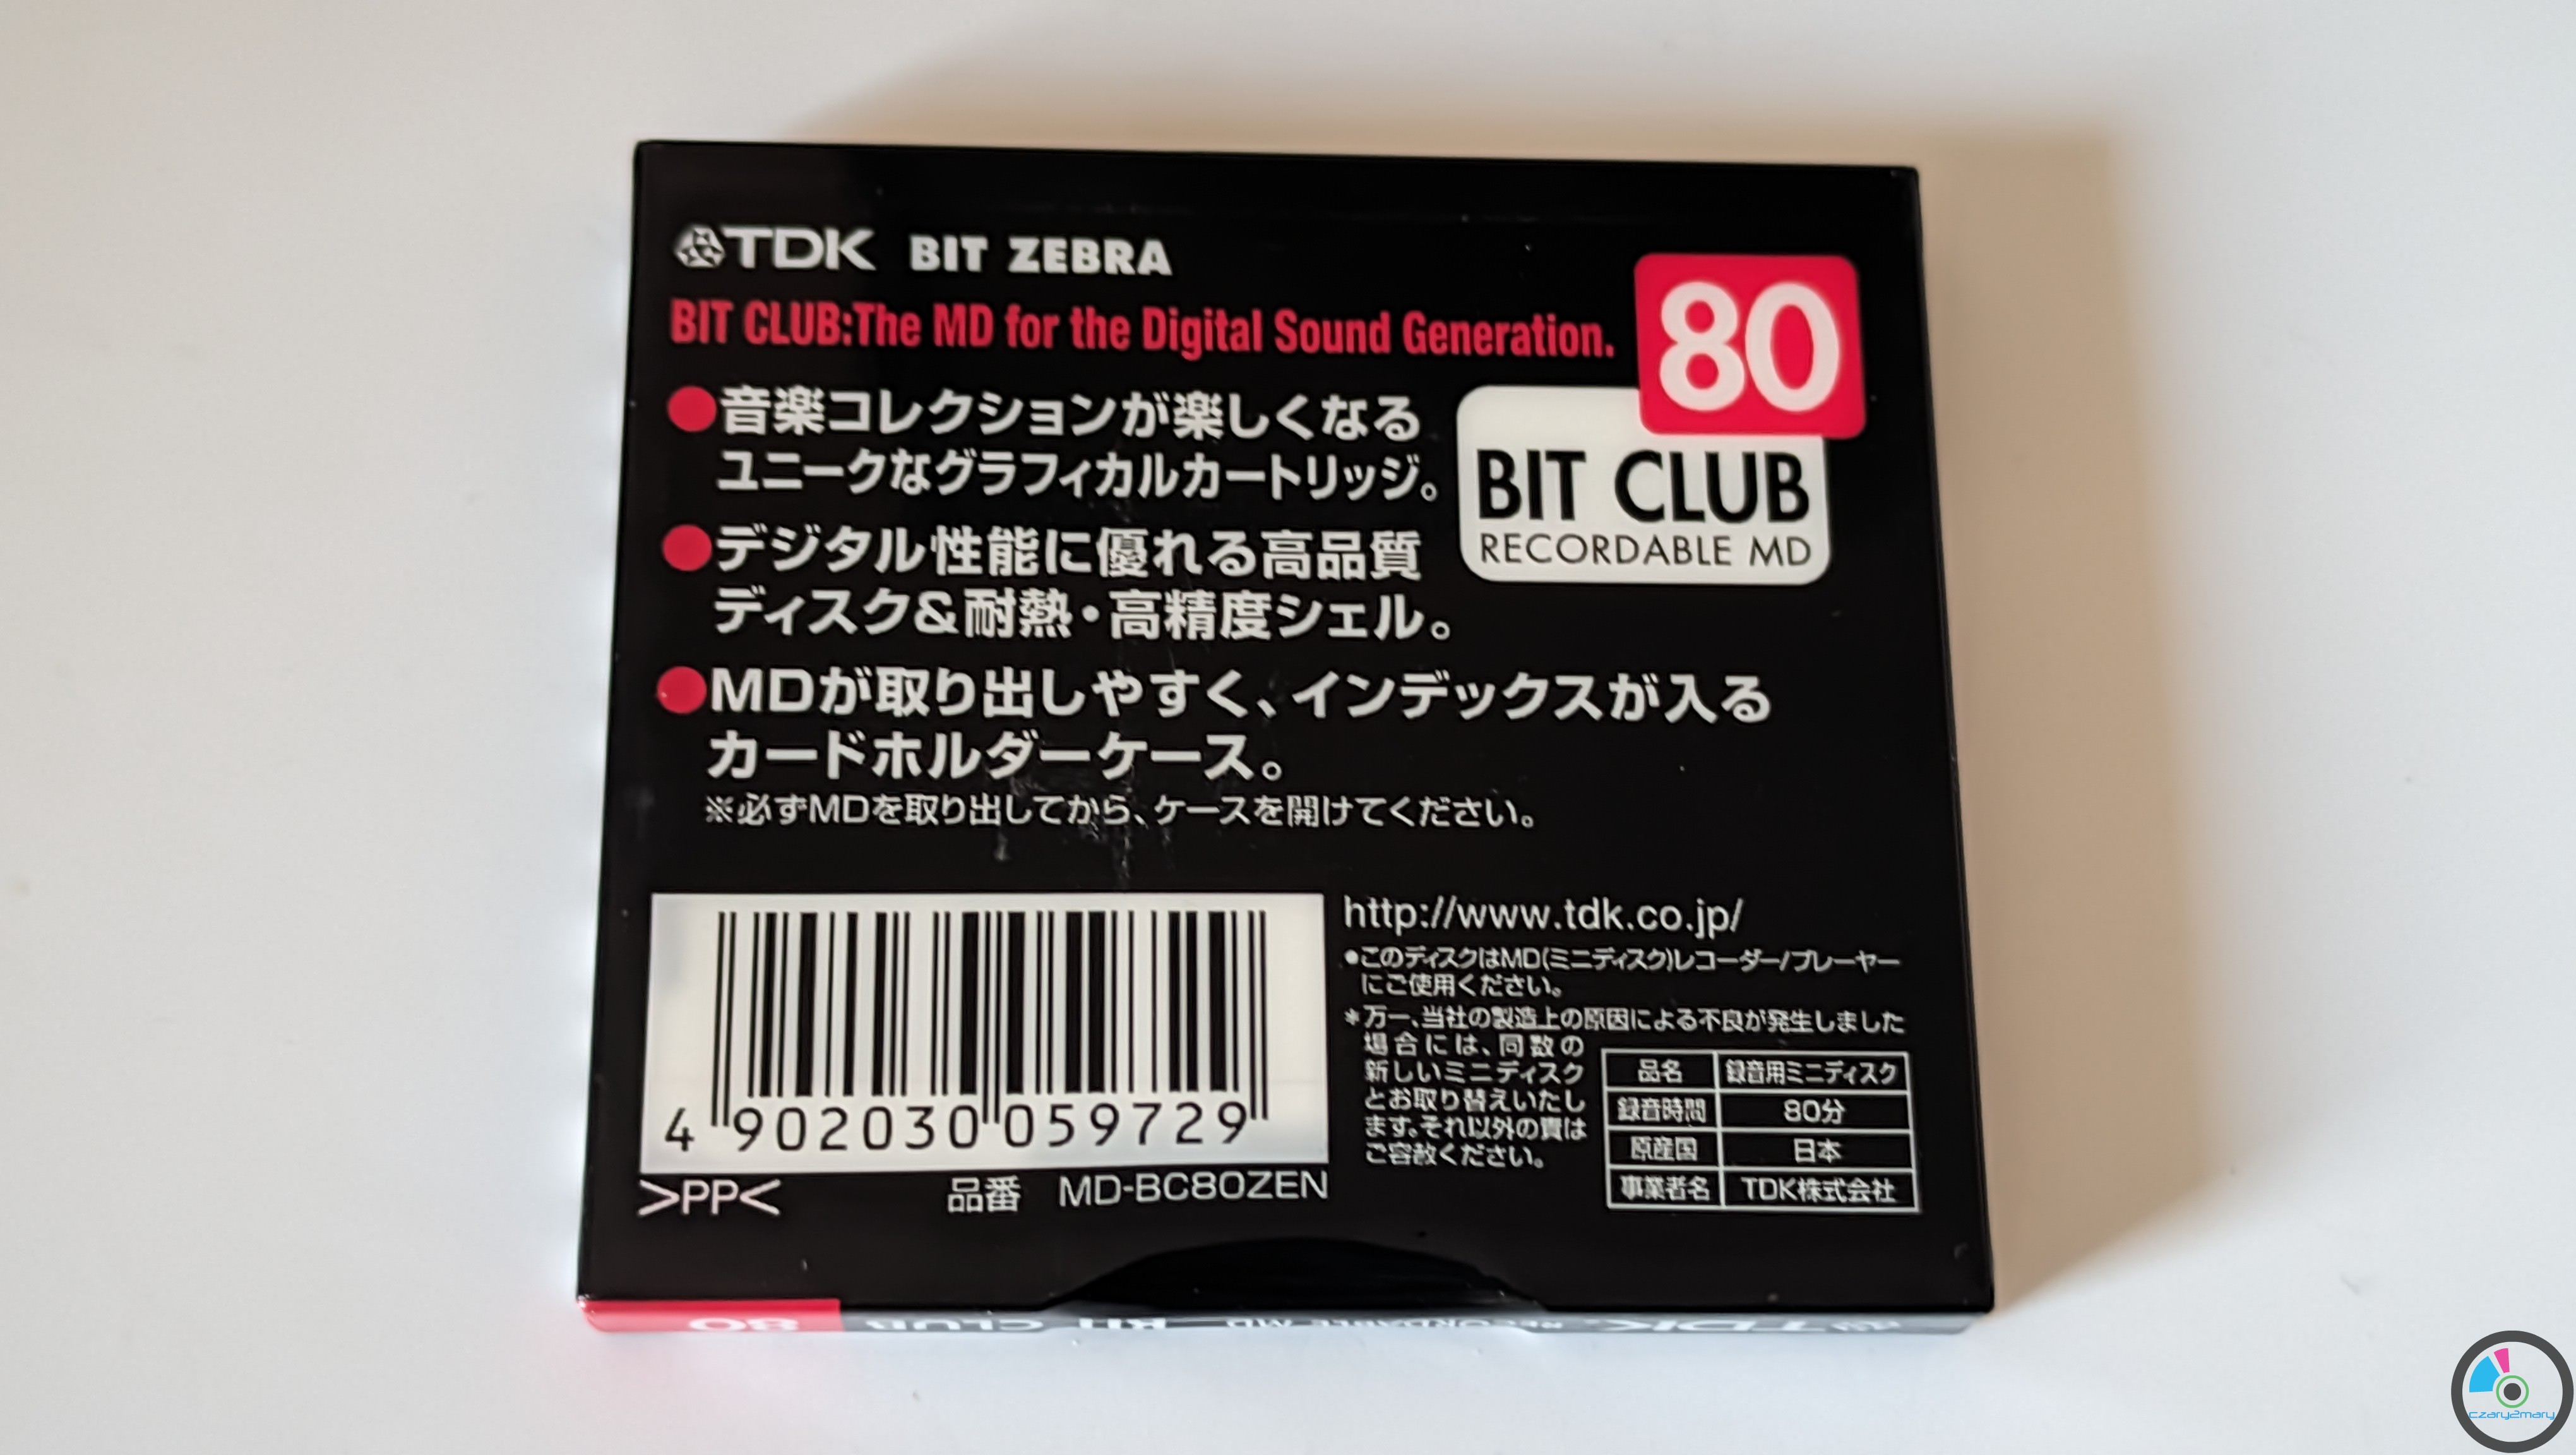 TDK BIT ZEBRA
BIT CLUB:The MD for the Digital Sound Generation.
80
BIT CLUB
RECORDABLE MD
●音楽コレクションが楽しくなる
ユニークなグラフィカルカートリッジ。
●デジタル性能に優れる高品質
ディスク&耐熱・高精度シェル。
●MDが取り出しやすく、インデックスが入る
カードホルダーケース。
※必ずMDを取り出してから、ケースを開けてください。
4 902030 059729
>PP<
品番 MD-BC80ZEN
http://www.tdk.co.jp/
●このディスクはMD(ミニディスク)レコーダー/プレーヤー
にご使用ください。
*万一、当社の製造上の原因による不良が発生しました
場合には、同数の
新しいミニディスク
とお取り替えいたし
ます。それ以外の責は
ご容赦ください。
品名 録音用ミニディスク
録音時間 80分
原産国 日本
事業者名 TDK株式会社
80 BIT CLUB RECORDABLE MD TDK
czary2mary